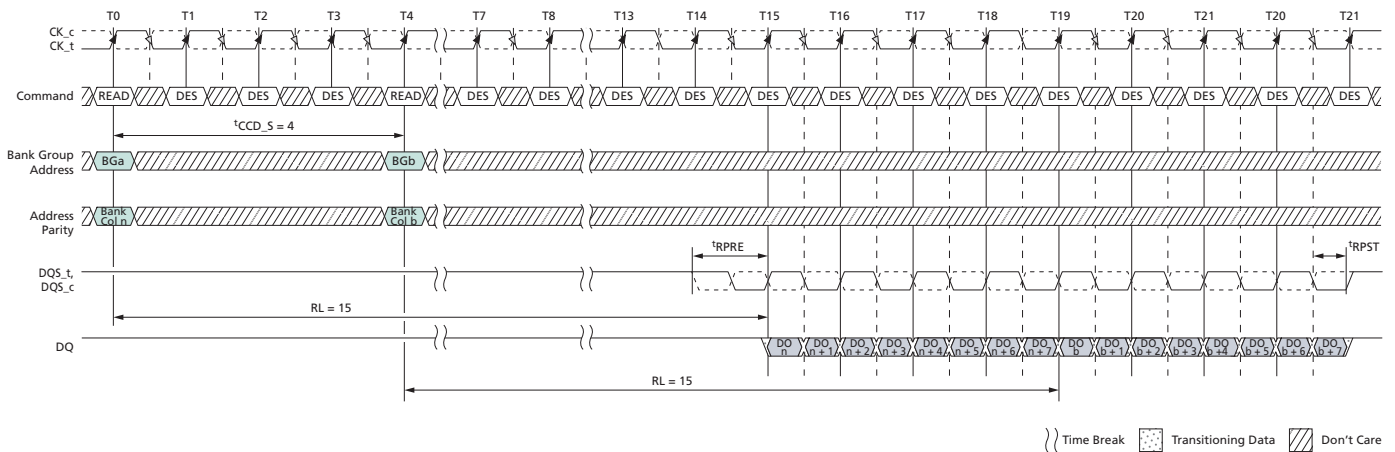 T0 T1 T2 T3 T4 T7 T8 T13 T14 T15 T16 T17 T18 T19 T20 T21 T20 T21
CK_c
CK_t
Command READ DES DES DES READ DES DES DES DES DES DES DES DES DES DES DES DES DES
tCCD_S = 4
Bank Group
Address
BGa BGb
Address
Parity
Bank
Col n
Bank
Col b
tRPRE tRPST
DQS_t,
DQS_c
RL = 15
DQ
DO
n
DO
n + 1
DO
n + 2
DO
n + 3
DO
n + 4
DO
n + 5
DO
n + 6
DO
n + 7
DO
b
DO
b + 1
DO
b + 2
DO
b + 3
DO
b + 4
DO
b + 5
DO
b + 6
DO
b + 7
RL = 15
Time Break Transitioning Data Don't Care